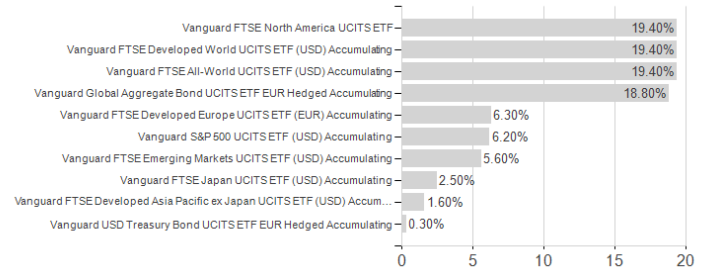 Vanguard FTSE North America UCITS ETF 19.40%
Vanguard FTSE Developed World UCITS ETF (USD) Accumulating 19.40%
Vanguard FTSE All-World UCITS ETF (USD) Accumulating 19.40%
Vanguard Global Aggregate Bond UCITS ETF EUR Hedged Accumulating 18.80%
Vanguard FTSE Developed Europe UCITS ETF (EUR) Accumulating 6.30%
Vanguard S&P 500 UCITS ETF (USD) Accumulating 6.20%
Vanguard FTSE Emerging Markets UCITS ETF (USD) Accumulating 5.60%
Vanguard FTSE Japan UCITS ETF (USD) Accumulating 2.50%
Vanguard FTSE Developed Asia Pacific ex Japan UCITS ETF (USD) Accum... 1.60%
Vanguard USD Treasury Bond UCITS ETF EUR Hedged Accumulating 0.30%
0 5 10 15 20